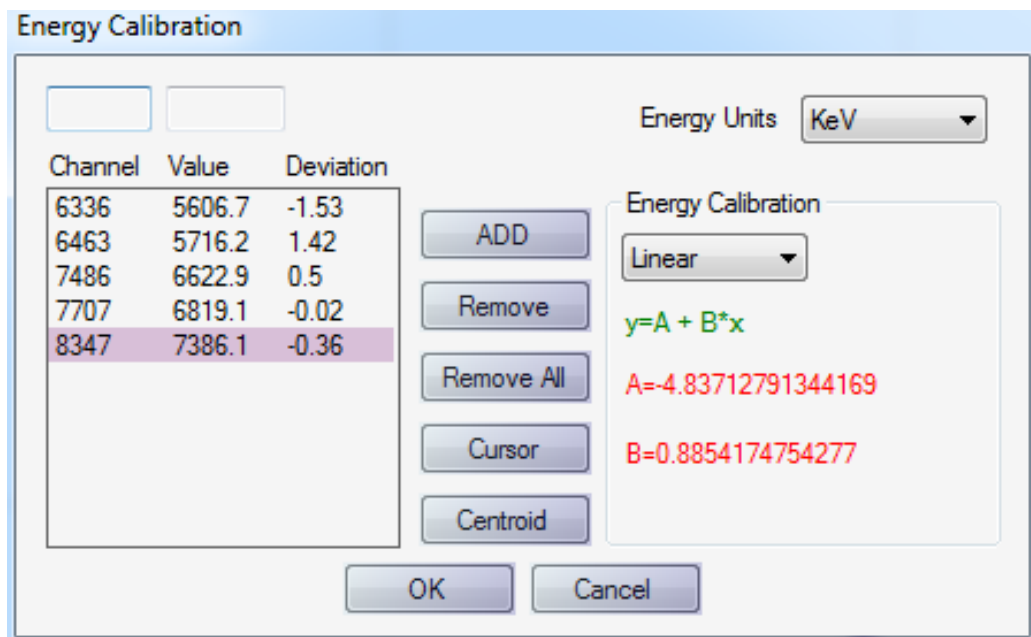 Energy Calibration
Energy Units KeV
Channel Value Deviation
6336 5606.7 -1.53
6463 5716.2 1.42
7486 6622.9 0.5
7707 6819.1 -0.02
8347 7386.1 -0.36
ADD
Remove
Remove All
Cursor
Centroid
Energy Calibration
Linear
y=A + B*x
A=-4.83712791344169
B=0.8854174754277
OK
Cancel